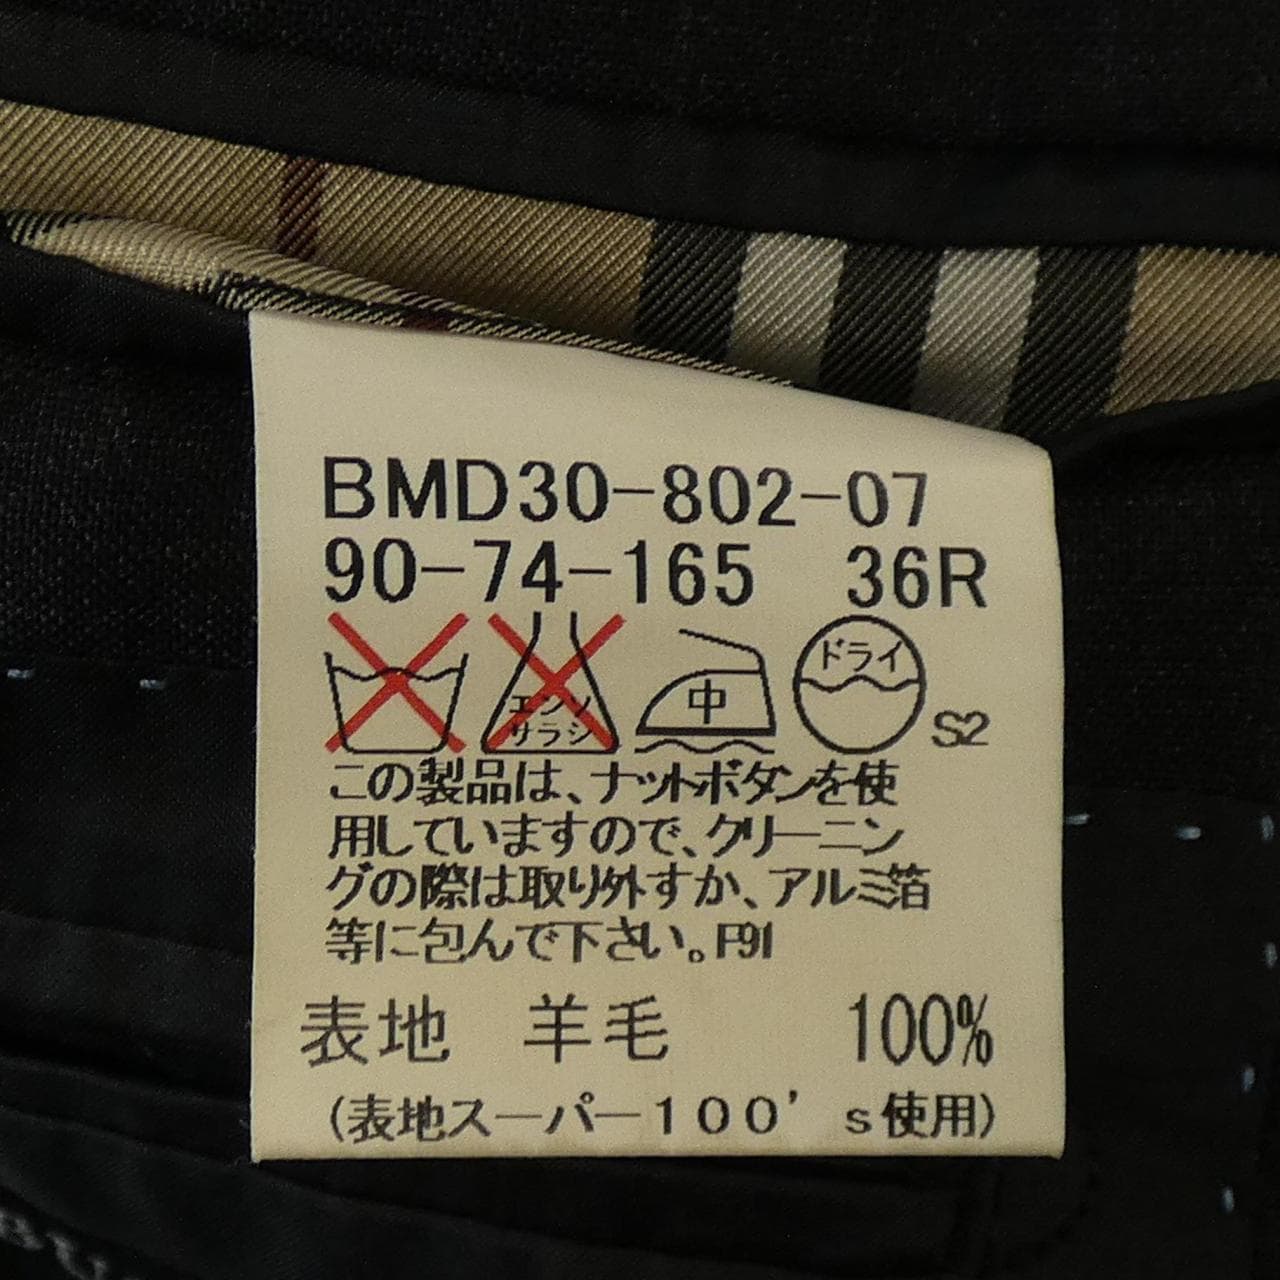 BMD30-802-07
90-74-165 36R
エンソ
サラシ
中
ドライ
S2
この製品は、ナットボタンを使
用していますので、クリーニン
グの際は取り外すか、アルミ箔
等に包んで下さい。F91
表地 羊毛 100%
(表地スーパー100's使用)